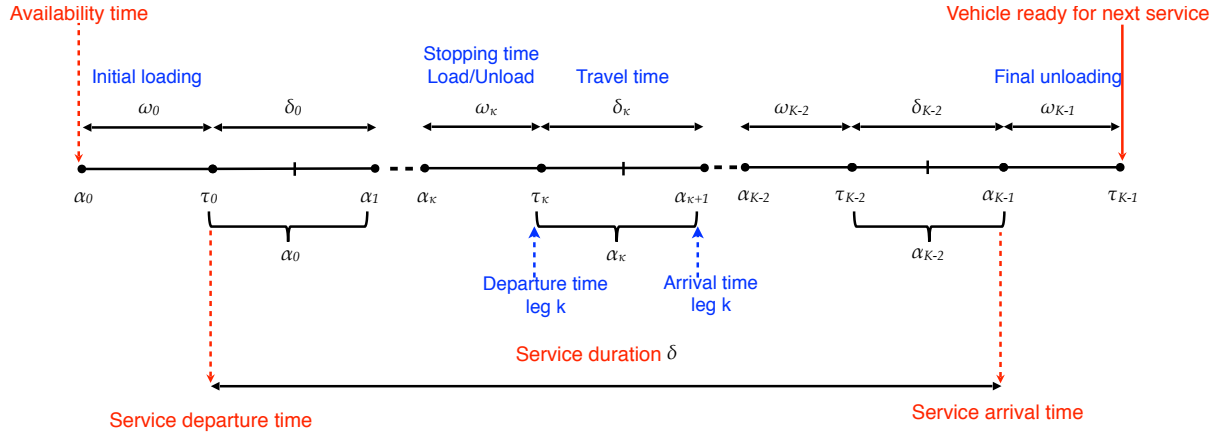 Availability time
Vehicle ready for next service
Stopping time
Initial loading
Load/Unload
Travel time
Final unloading
ω0 δ0 ωκ δκ ωK-2 δK-2 ωK-1
α0 τ0 α1 ακ τκ ακ+1 αK-2 τK-2 αK-1 τK-1
α0 ακ αK-2
Departure time
leg k
Arrival time
leg k
Service duration δ
Service departure time
Service arrival time